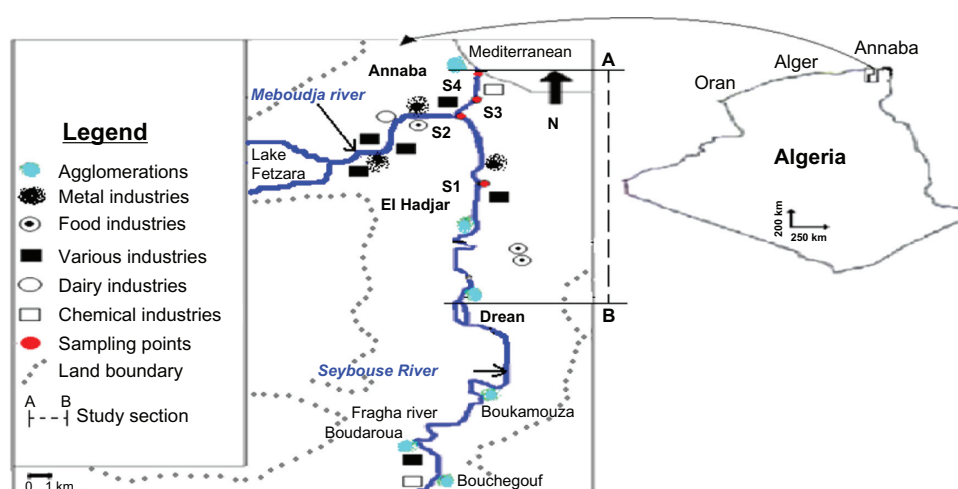 Legend
Agglomerations
Metal industries
Food industries
Various industries
Dairy industries
Chemical industries
Sampling points
Land boundary
A B
Study section
0 1 km
Mediterranean
Annaba
Meboudja river
S4
S3
S2
N
Lake
Fetzara
S1
El Hadjar
Drean
Seybouse River
Boukamouza
Fragha river
Boudaroua
Bouchegouf
A
B
Annaba
Alger
Oran
Algeria
200 km
250 km